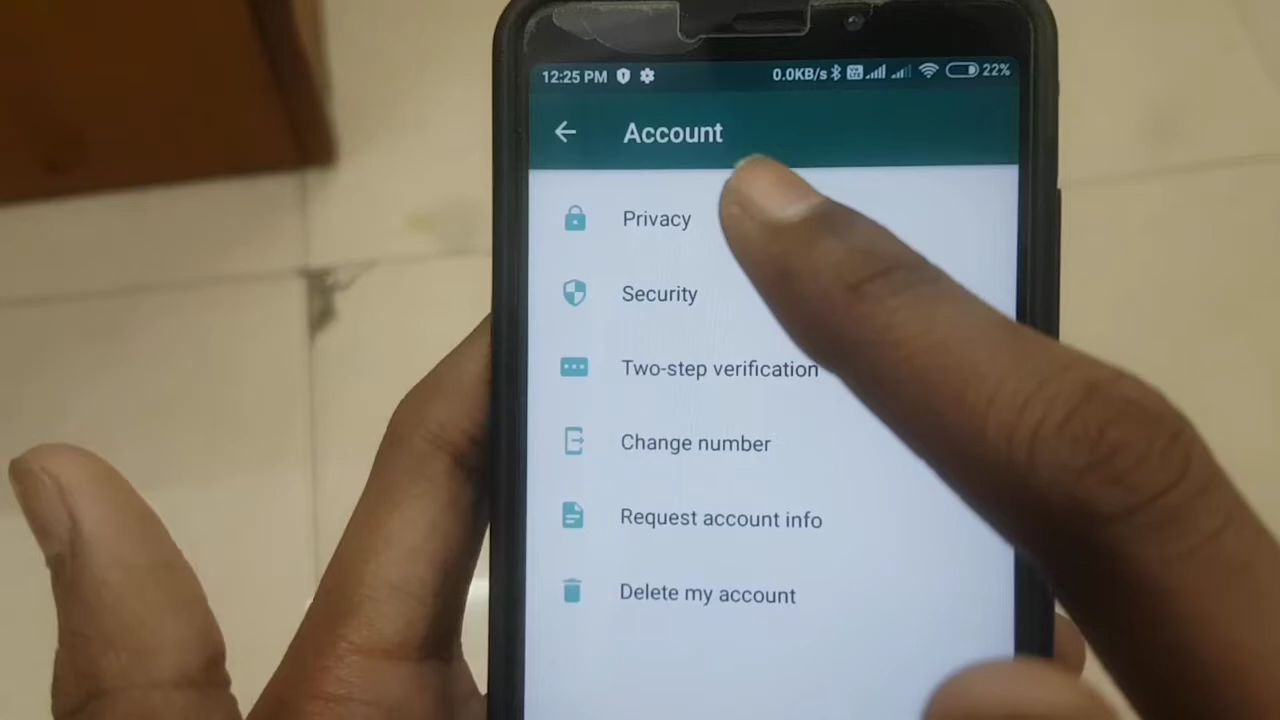 12:25 PM 0.0KB/s 22%
Account
Privacy
Security
Two-step verification
Change number
Request account info
Delete my account